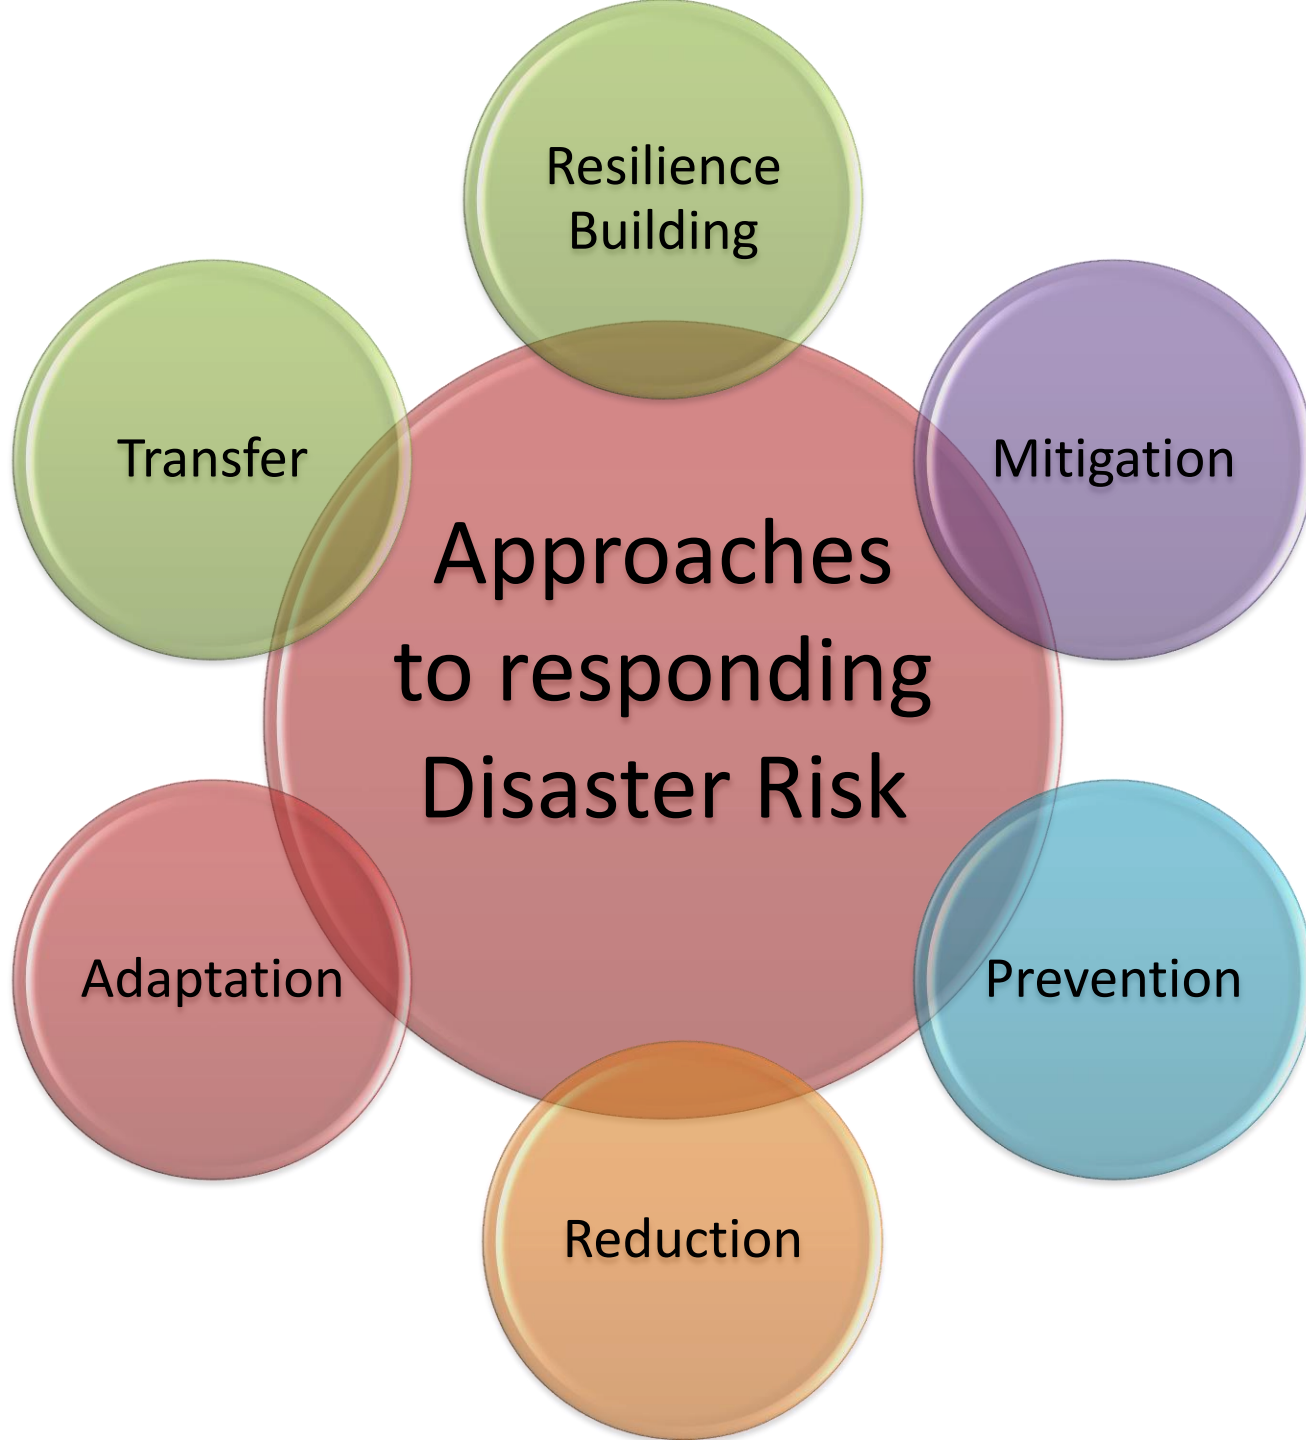 Resilience
Building
Transfer
Mitigation
Approaches
to responding
Disaster Risk
Adaptation
Prevention
Reduction